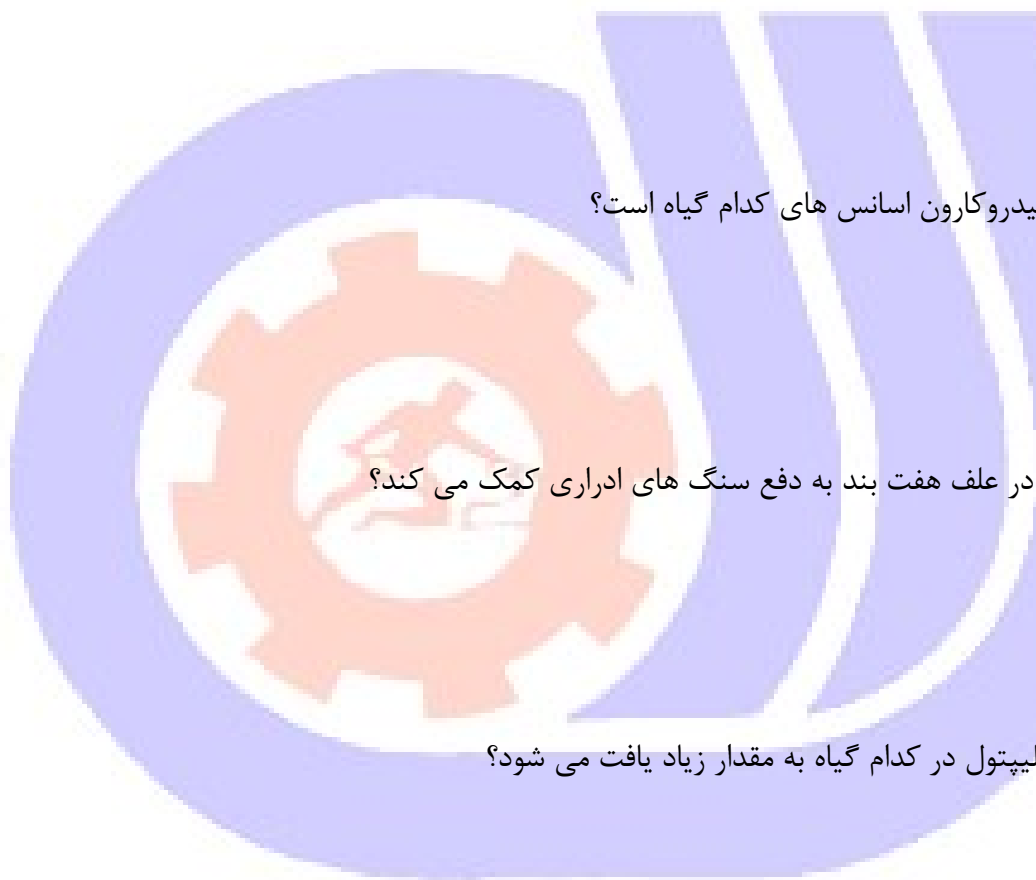 یدروکارون اسانس های کدام گیاه است؟
در علف هفت بند به دفع سنگ های ادراری کمک می کند؟
لیپتول در کدام گیاه به مقدار زیاد یافت می شود؟